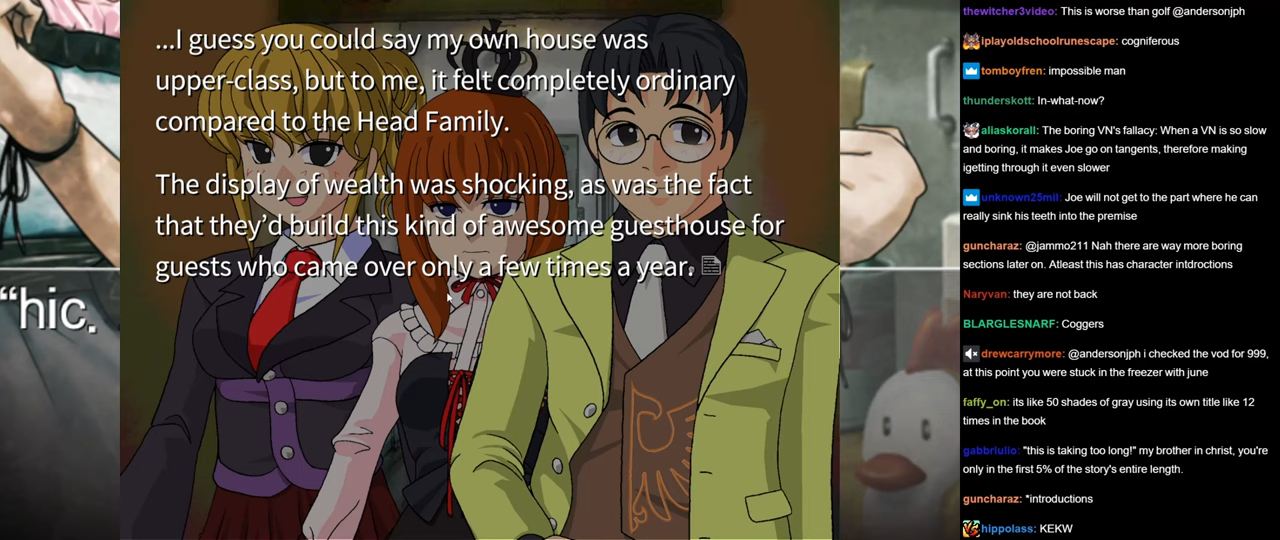 ...I guess you could say my own house was
upper-class, but to me, it felt completely ordinary
compared to the Head Family.
The display of wealth was shocking, as was the fact
that they’d build this kind of awesome guesthouse for
guests who came over only a few times a year.
“hic.
thewitcher3video: This is worse than golf @andersonjph
iplayoldschoolrunescape: cogniferous
tomboyfren: impossible man
thunderskott: In-what-now?
aliaskorall: The boring VN's fallacy: When a VN is so slow
and boring, it makes Joe go on tangents, therefore making
igetting through it even slower
unknown25mil: Joe will not get to the part where he can
really sink his teeth into the premise
guncharaz: @jammo211 Nah there are way more boring
sections later on. Atleast this has character intdroctions
Naryvan: they are not back
BLARGLESNARF: Coggers
drewcarrymore: @andersonjph i checked the vod for 999,
at this point you were stuck in the freezer with june
faffy_on: its like 50 shades of gray using its own title like 12
times in the book
gabbriulio: "this is taking too long!" my brother in christ, you're
only in the first 5% of the story's entire length.
guncharaz: *introductions
hippolass: KEKW